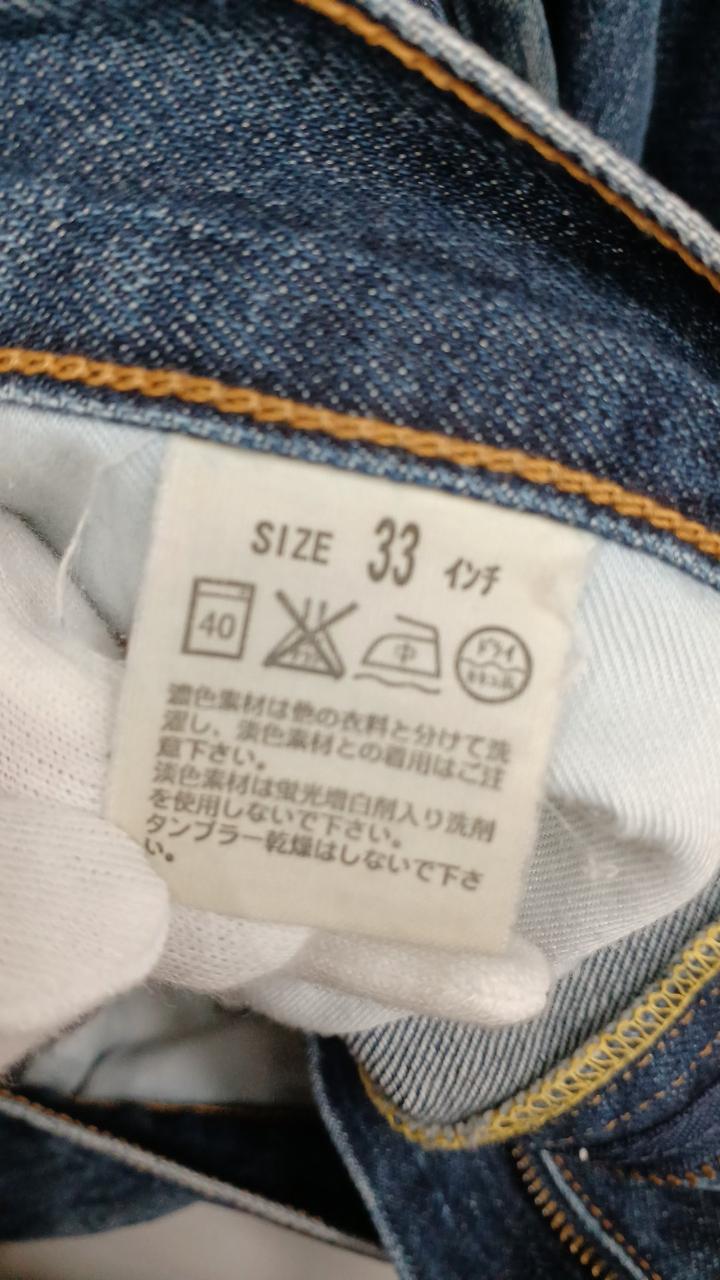 SIZE 33 インチ
40 中 ドライ
濃色素材は他の衣料と分けて洗
濯し、淡色素材との着用はご注
意下さい。
淡色素材は蛍光増白剤入り洗剤
を使用しないで下さい。
タンブラー乾燥はしないで下さ
い。